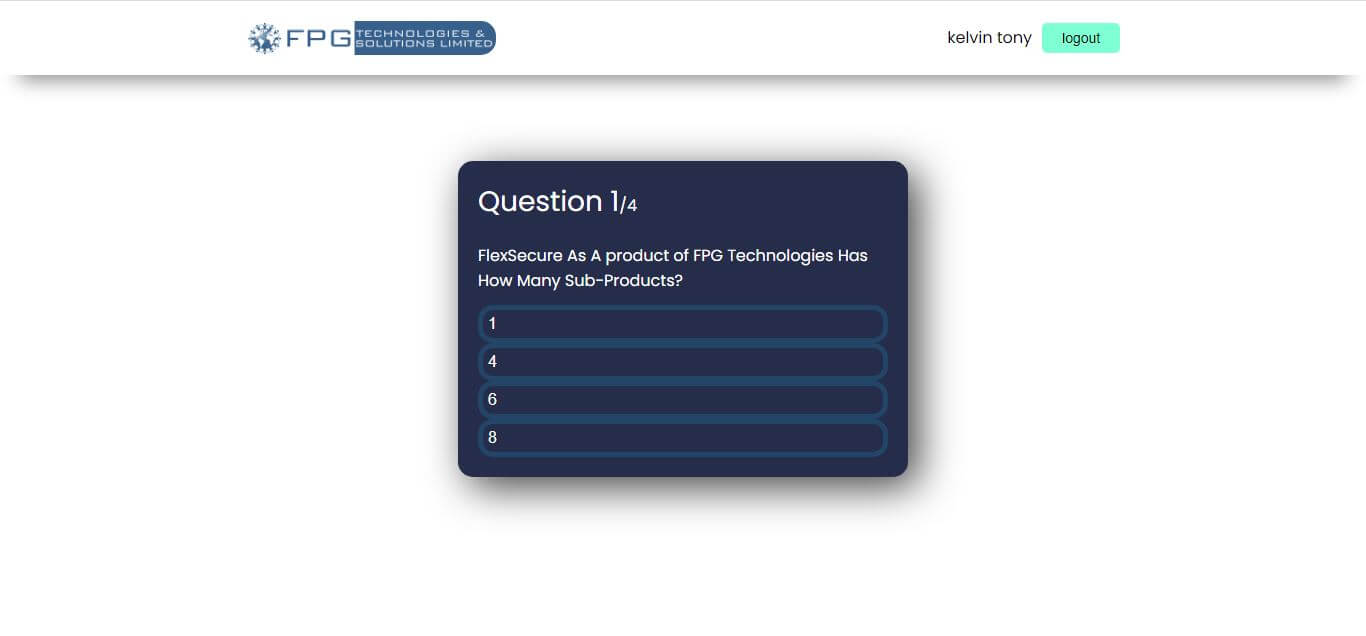 FPG TECHNOLOGIES &
SOLUTIONS LIMITED
kelvin tony
logout
Question 1/4
FlexSecure As A product of FPG Technologies Has
How Many Sub-Products?
1
4
6
8